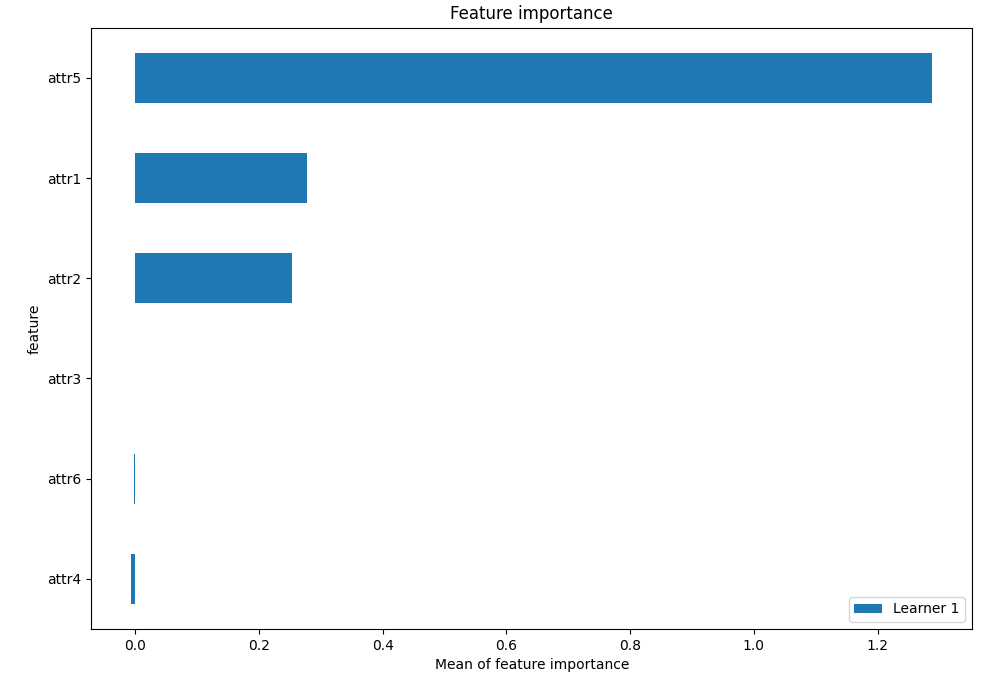 Feature importance
attr5
attr1
attr2
attr3
attr6
attr4
feature
0.0
0.2
0.4
0.6
0.8
1.0
1.2
Mean of feature importance
Learner 1